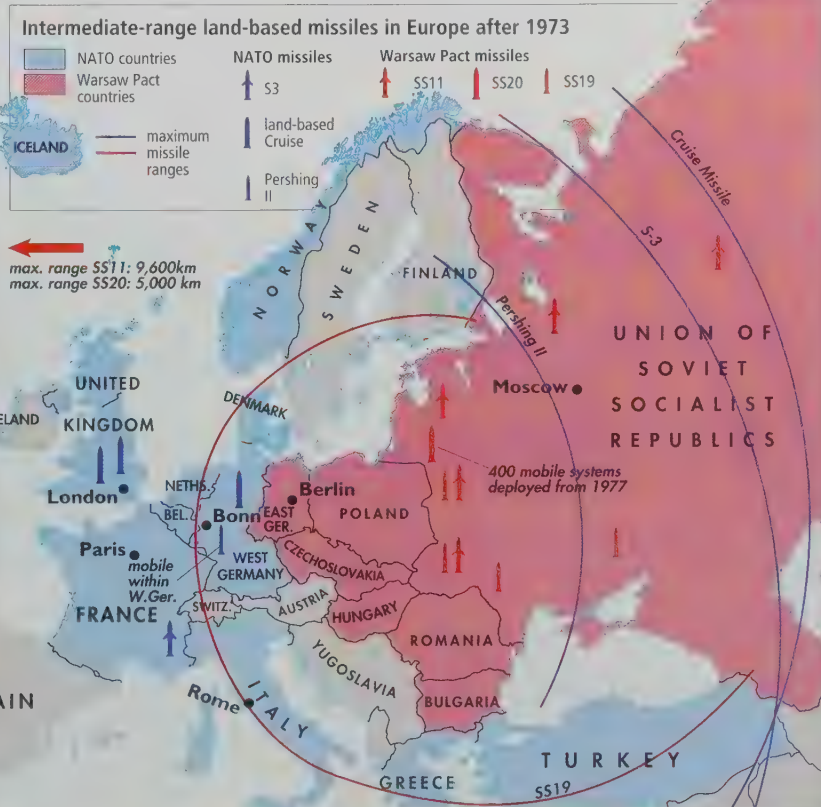 Intermediate-range land-based missiles in Europe after 1973
NATO countries
Warsaw Pact
countries
ICELAND
maximum
missile
ranges
NATO missiles
S3
land-based
Cruise
Pershing
II
Warsaw Pact missiles
SS11
SS20
SS19
max. range SS11: 9,600km
max. range SS20: 5,000 km
Cruise Missile
S-3
Pershing II
NORWAY
SWEDEN
FINLAND
UNION OF
SOVIET
SOCIALIST
REPUBLICS
Moscow
UNITED
KINGDOM
ELAND
London
DENMARK
NETHS.
BEL.
Bonn
Berlin
EAST
GER.
POLAND
400 mobile systems
deployed from 1977
Paris
mobile
within
W.Ger.
WEST
GERMANY
CZECHOSLOVAKIA
FRANCE
SWITZ.
AUSTRIA
HUNGARY
ROMANIA
YUGOSLAVIA
BULGARIA
AIN
Rome
ITALY
GREECE
TURKEY
SS19